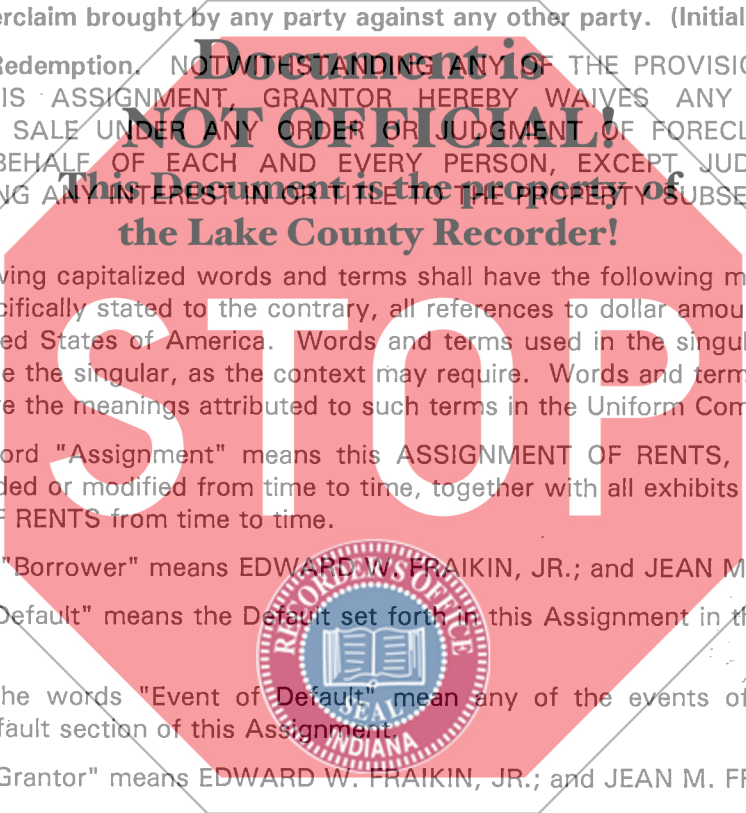 erclaim brought by any party against any other party. (Initial
Redemption. NOTWITHSTANDING ANY OF THE PROVISIO
IS ASSIGNMENT, GRANTOR HEREBY WAIVES ANY
SALE UNDER ANY ORDER OR JUDGMENT OF FORECL
BEHALF OF EACH AND EVERY PERSON, EXCEPT JUD
NG ANY INTEREST IN OR TITLE TO THE PROPERTY SUBSE
Document is
NOT OFFICIAL!
This Document is the property of
the Lake County Recorder!
wing capitalized words and terms shall have the following m
cifically stated to the contrary, all references to dollar amou
ed States of America. Words and terms used in the singul
e the singular, as the context may require. Words and term
e the meanings attributed to such terms in the Uniform Com
STOP
ord "Assignment" means this ASSIGNMENT OF RENTS,
ded or modified from time to time, together with all exhibits
F RENTS from time to time.
"Borrower" means EDWARD W. FRAIKIN, JR.; and JEAN M
Default" means the Default set forth in this Assignment in th
he words "Event of Default" mean any of the events of
fault section of this Assignment.
Grantor" means EDWARD W. FRAIKIN, JR.; and JEAN M. FR
RECORDER'S OFFICE
SEAL
INDIANA